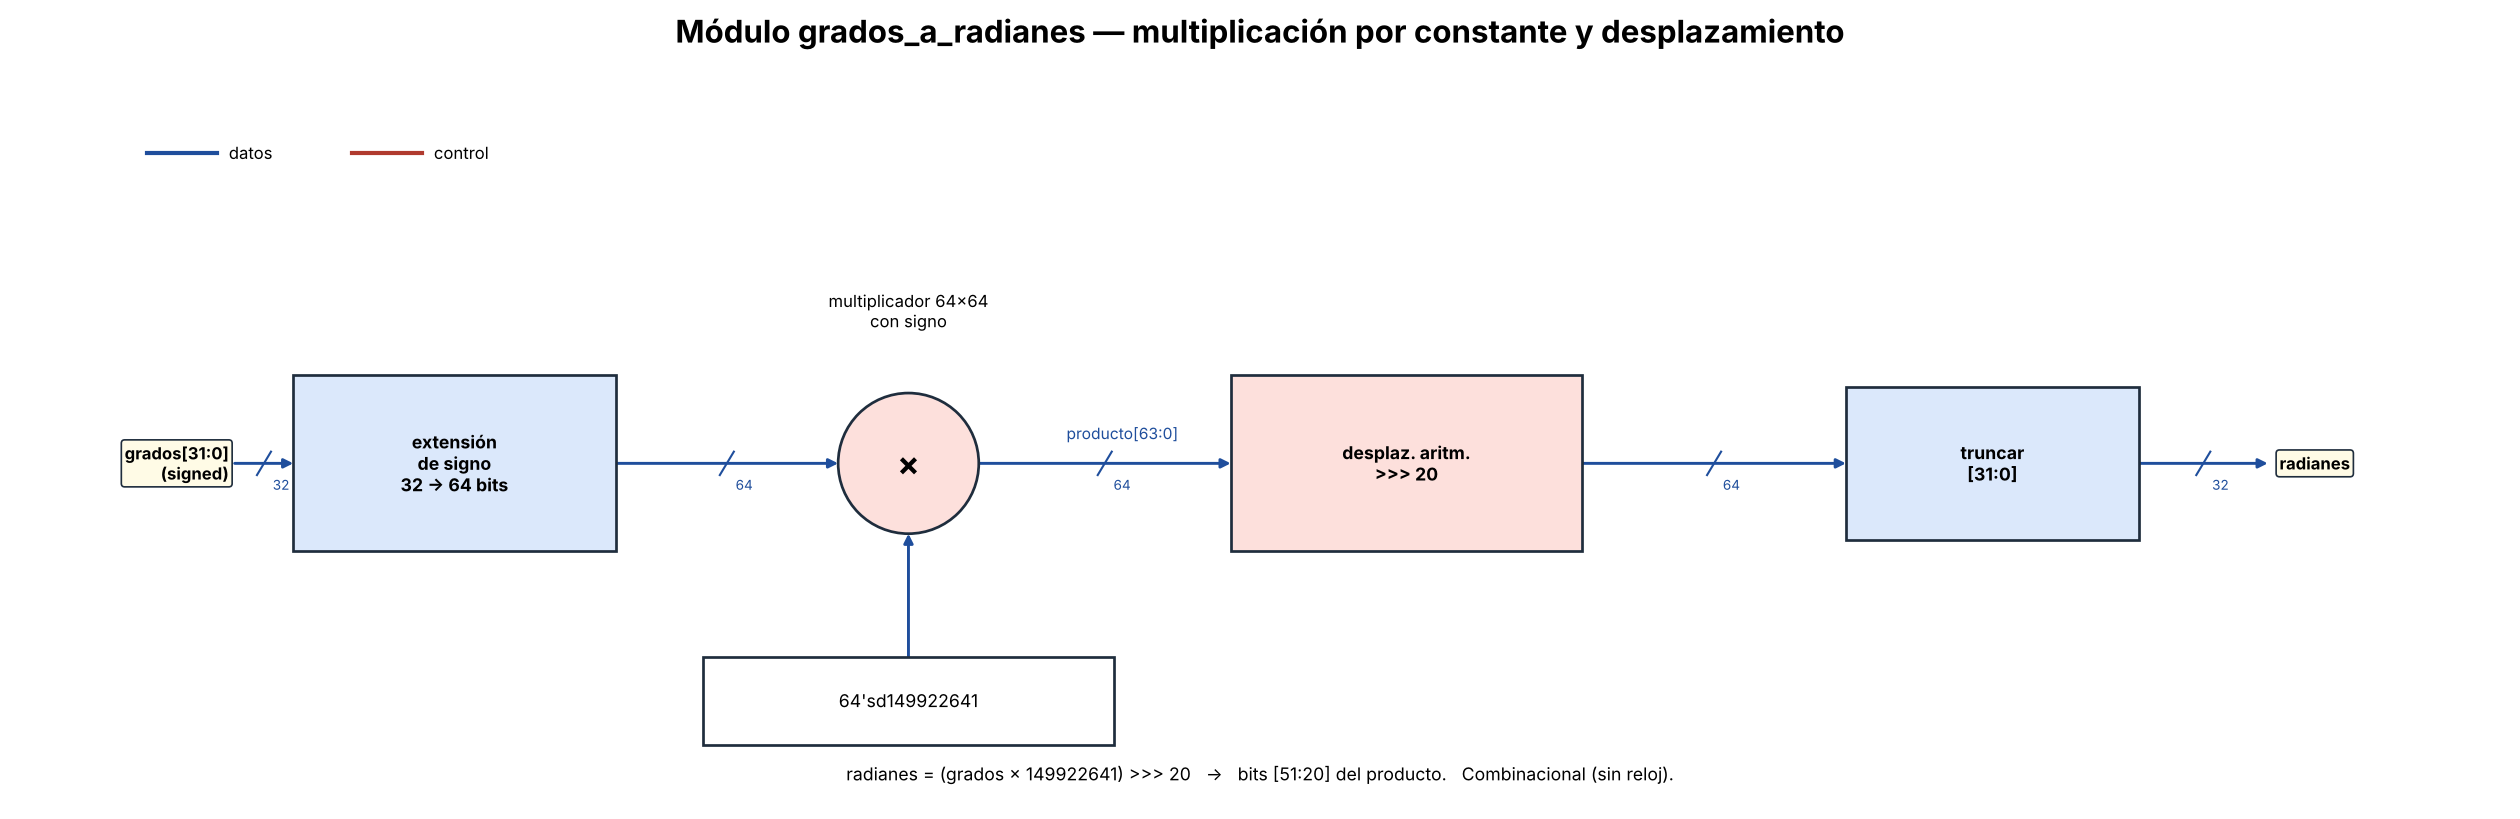 Módulo grados_a_radianes — multiplicación por constante y desplazamiento
datos
control
multiplicador 64×64
con signo
grados[31:0]
(signed)
32
extensión
de signo
32 → 64 bits
64
×
producto[63:0]
64
desplaz. aritm.
>>> 20
64
truncar
[31:0]
32
radianes
64'sd149922641
radianes = (grados × 149922641) >>> 20 → bits [51:20] del producto. Combinacional (sin reloj).